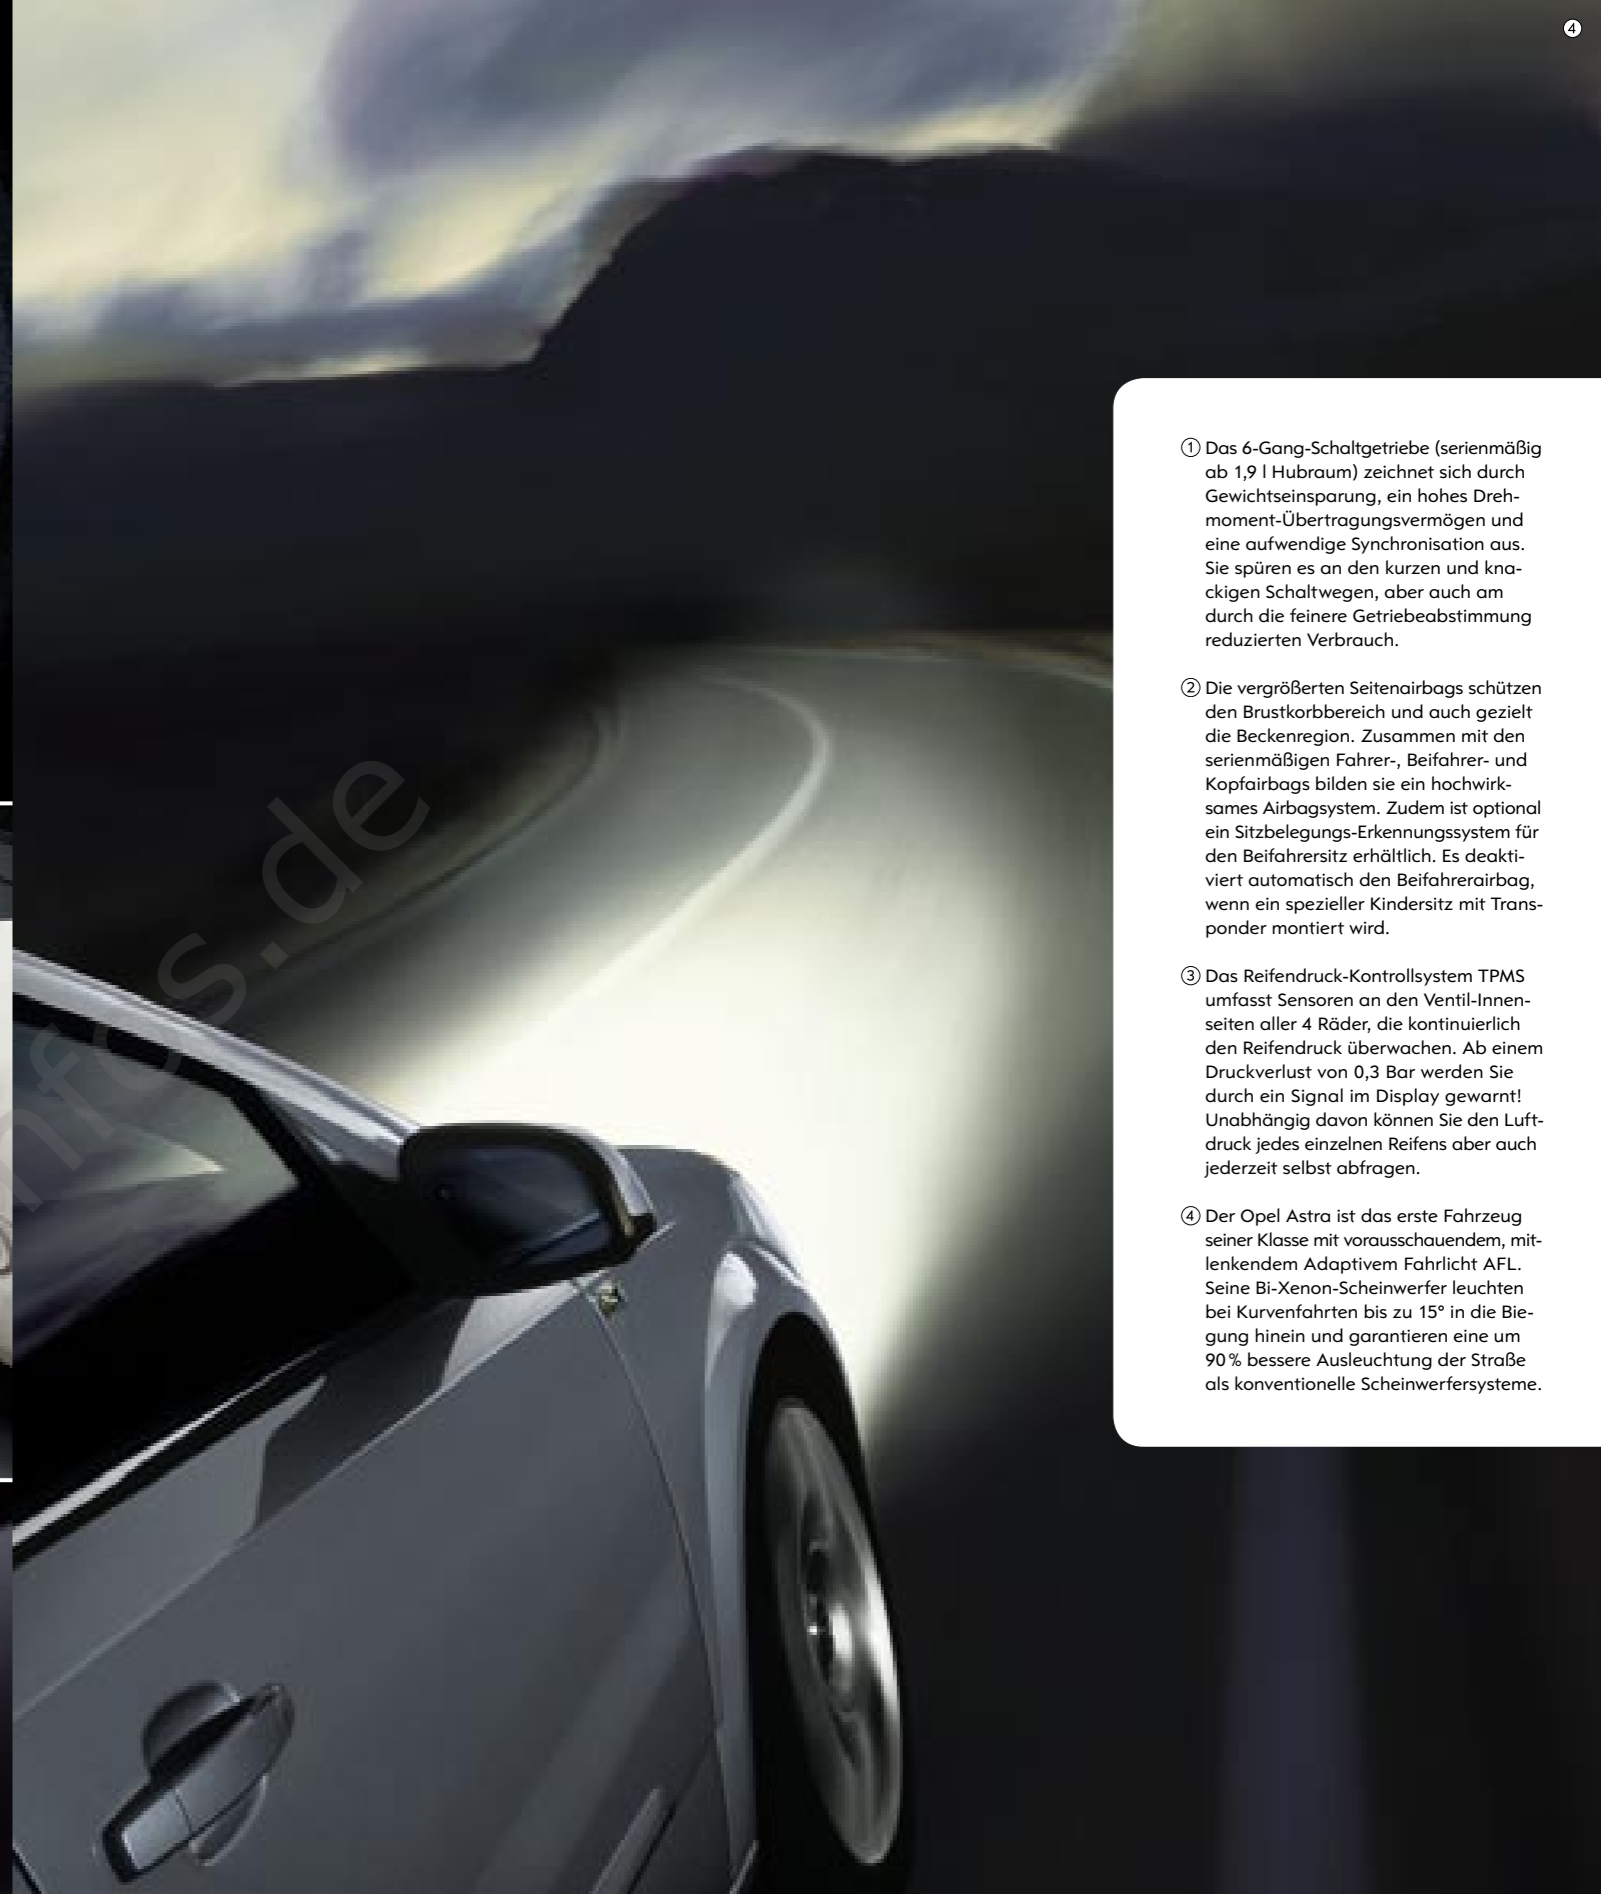 ④
① Das 6-Gang-Schaltgetriebe (serienmäßig
ab 1,9 l Hubraum) zeichnet sich durch
Gewichtseinsparung, ein hohes Dreh-
moment-Übertragungsvermögen und
eine aufwendige Synchronisation aus.
Sie spüren es an den kurzen und kna-
ckigen Schaltwegen, aber auch am
durch die feinere Getriebeabstimmung
reduzierten Verbrauch.
② Die vergrößerten Seitenairbags schützen
den Brustkorbbereich und auch gezielt
die Beckenregion. Zusammen mit den
serienmäßigen Fahrer-, Beifahrer- und
Kopfairbags bilden sie ein hochwirk-
sames Airbagsystem. Zudem ist optional
ein Sitzbelegungs-Erkennungssystem für
den Beifahrersitz erhältlich. Es deakti-
viert automatisch den Beifahrerairbag,
wenn ein spezieller Kindersitz mit Trans-
ponder montiert wird.
③ Das Reifendruck-Kontrollsystem TPMS
umfasst Sensoren an den Ventil-Innen-
seiten aller 4 Räder, die kontinuierlich
den Reifendruck überwachen. Ab einem
Druckverlust von 0,3 Bar werden Sie
durch ein Signal im Display gewarnt!
Unabhängig davon können Sie den Luft-
druck jedes einzelnen Reifens aber auch
jederzeit selbst abfragen.
④ Der Opel Astra ist das erste Fahrzeug
seiner Klasse mit vorausschauendem, mit-
lenkendem Adaptivem Fahrlicht AFL.
Seine Bi-Xenon-Scheinwerfer leuchten
bei Kurvenfahrten bis zu 15° in die Bie-
gung hinein und garantieren eine um
90 % bessere Ausleuchtung der Straße
als konventionelle Scheinwerfersysteme.
nfos.de